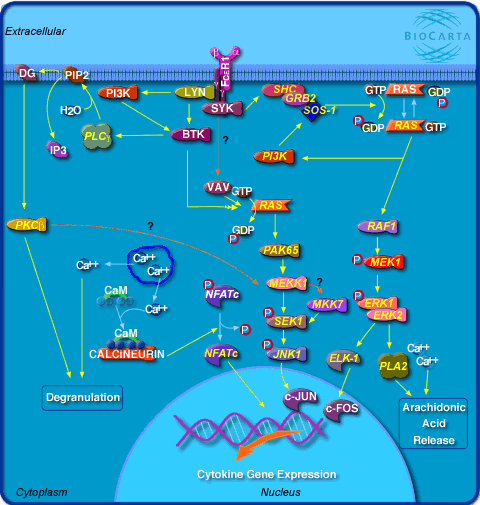 Extracellular
BIOCARTA
FcεR1
β α
γ
DG
PIP2
PI3K
LYN
SYK
SHC
GRB2
SOS-1
GTP
RAS
GDP
P
H2O
PLCγ
IP3
BTK
P
GDP
RAS
GTP
?
PI3K
VAV
GTP
RAS
GDP
P
PKCβ
?
RAF1
PAK65
Ca++
Ca++
Ca++
P
MEK1
MEKK1
?
P
NFATc
CaM
Ca++
MKK7
P
ERK1
ERK2
P
SEK1
P
CaM
CALCINEURIN
NFATc
P
JNK1
ELK-1
PLA2
Ca++
Ca++
Degranulation
c-JUN
c-FOS
Arachidonic
Acid
Release
Cytokine Gene Expression
Cytoplasm
Nucleus